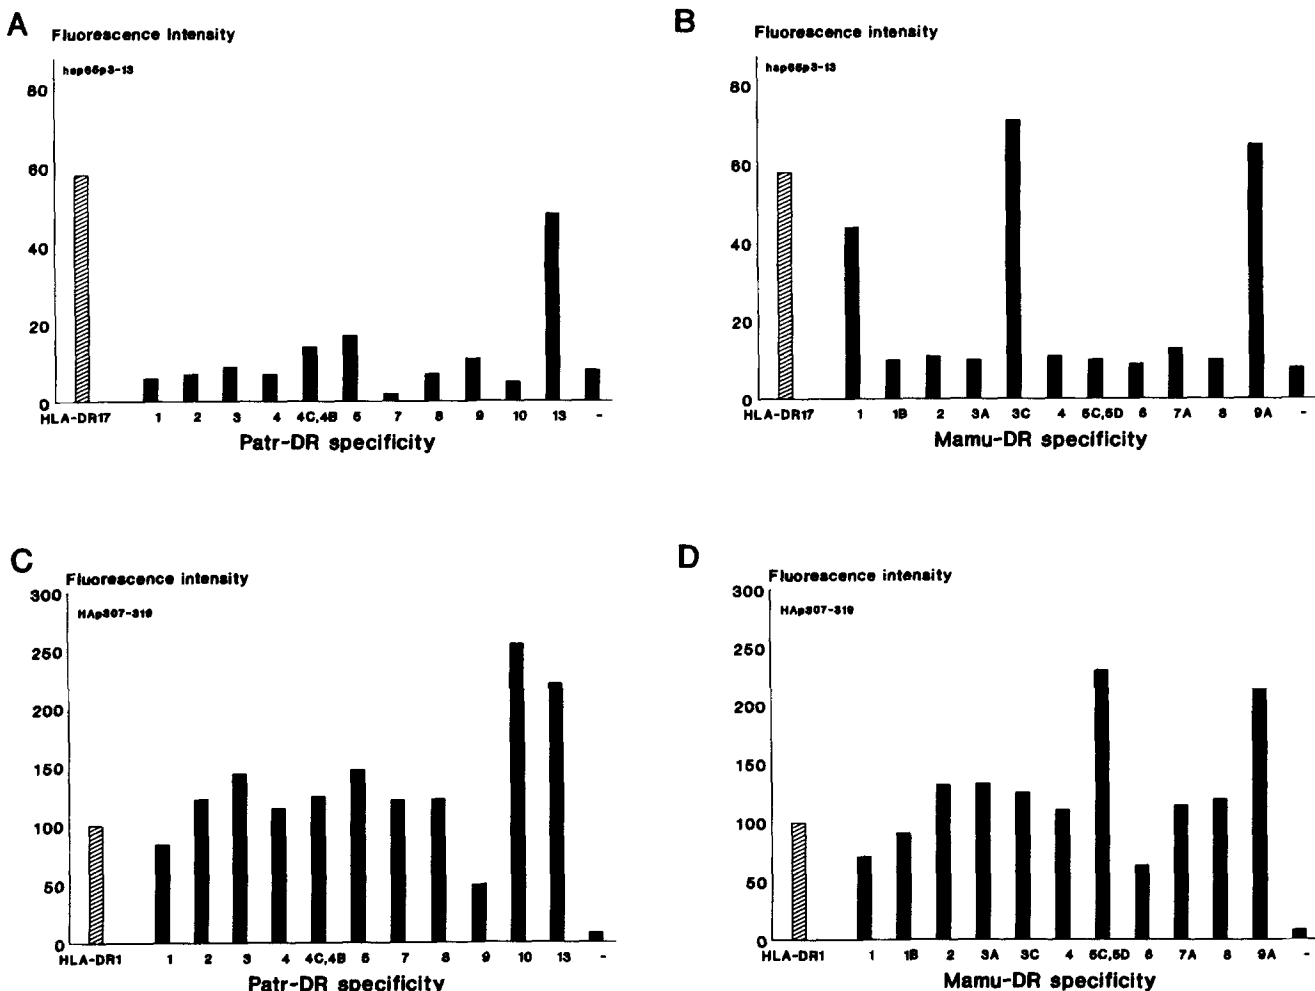 A
Fluorescence Intensity
hsp65p3-13
80
60
40
20
0
HLA-DR17 1 2 3 4 4C,4B 5 7 8 9 10 13 -
Patr-DR specificity
B
Fluorescence intensity
hsp65p3-13
80
60
40
20
0
HLA-DR17 1 1B 2 3A 3C 4 5C,5D 6 7A 8 9A -
Mamu-DR specificity
C
Fluorescence intensity
HAp307-319
300
250
200
150
100
50
0
HLA-DR1 1 2 3 4 4C,4B 5 7 8 9 10 13 -
Patr-DR specificity
D
Fluorescence intensity
HAp307-319
300
250
200
150
100
50
0
HLA-DR1 1 1B 2 3A 3C 4 5C,5D 6 7A 8 9A -
Mamu-DR specificity